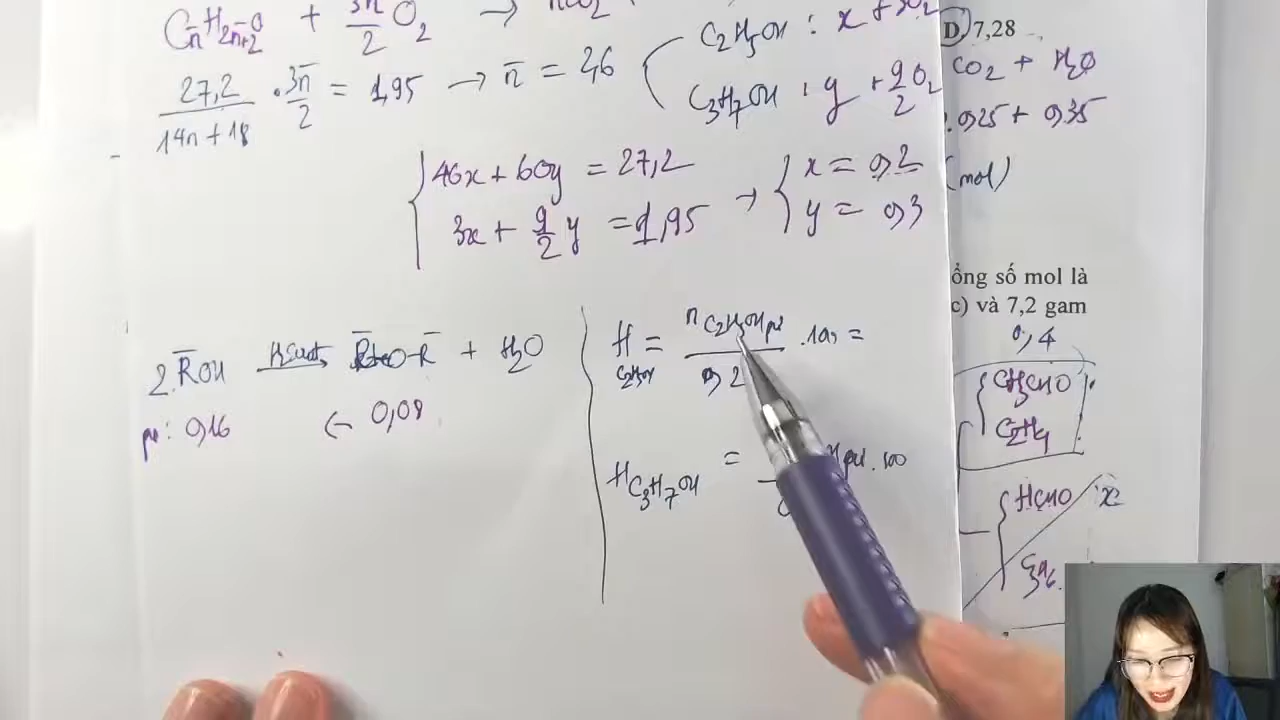 CnH2n+2O + 3n/2 O2 → nCO2
27,2/(14n+18) . 3n̄/2 = 1,95 → n̄ = 2,6
C2H5OH : x + 3O2
C3H7OH : y + 9/2 O2
{ 46x + 60y = 27,2
3x + 9/2 y = 1,95
→ { x = 0,2
y = 0,3
2.R̄OH → R̄-O-R̄ + H2O
pư: 0,16 ← 0,08
H C2H5OH = n C2H5OH pư / 0,2 . 100 =
H C3H7OH = pư. 100
D. 7,28
CO2 + H2O
0,25 + 0,35
(mol)
ổng số mol là
c) và 7,2 gam
0,4
{ CH3CHO
C2H4
{ HCHO